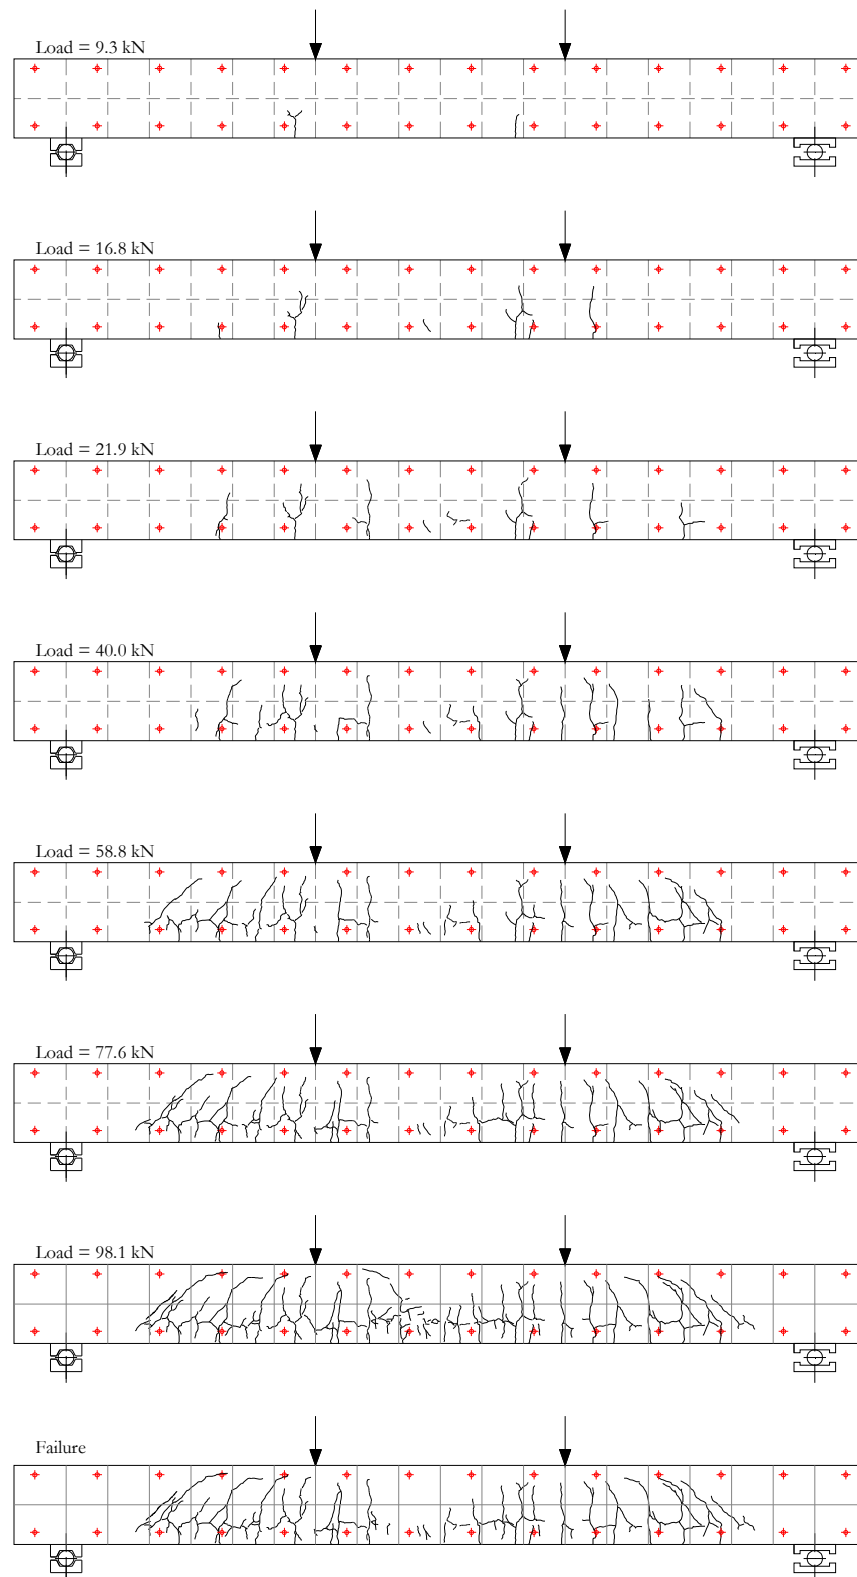 Load = 9.3 kN
Load = 16.8 kN
Load = 21.9 kN
Load = 40.0 kN
Load = 58.8 kN
Load = 77.6 kN
Load = 98.1 kN
Failure